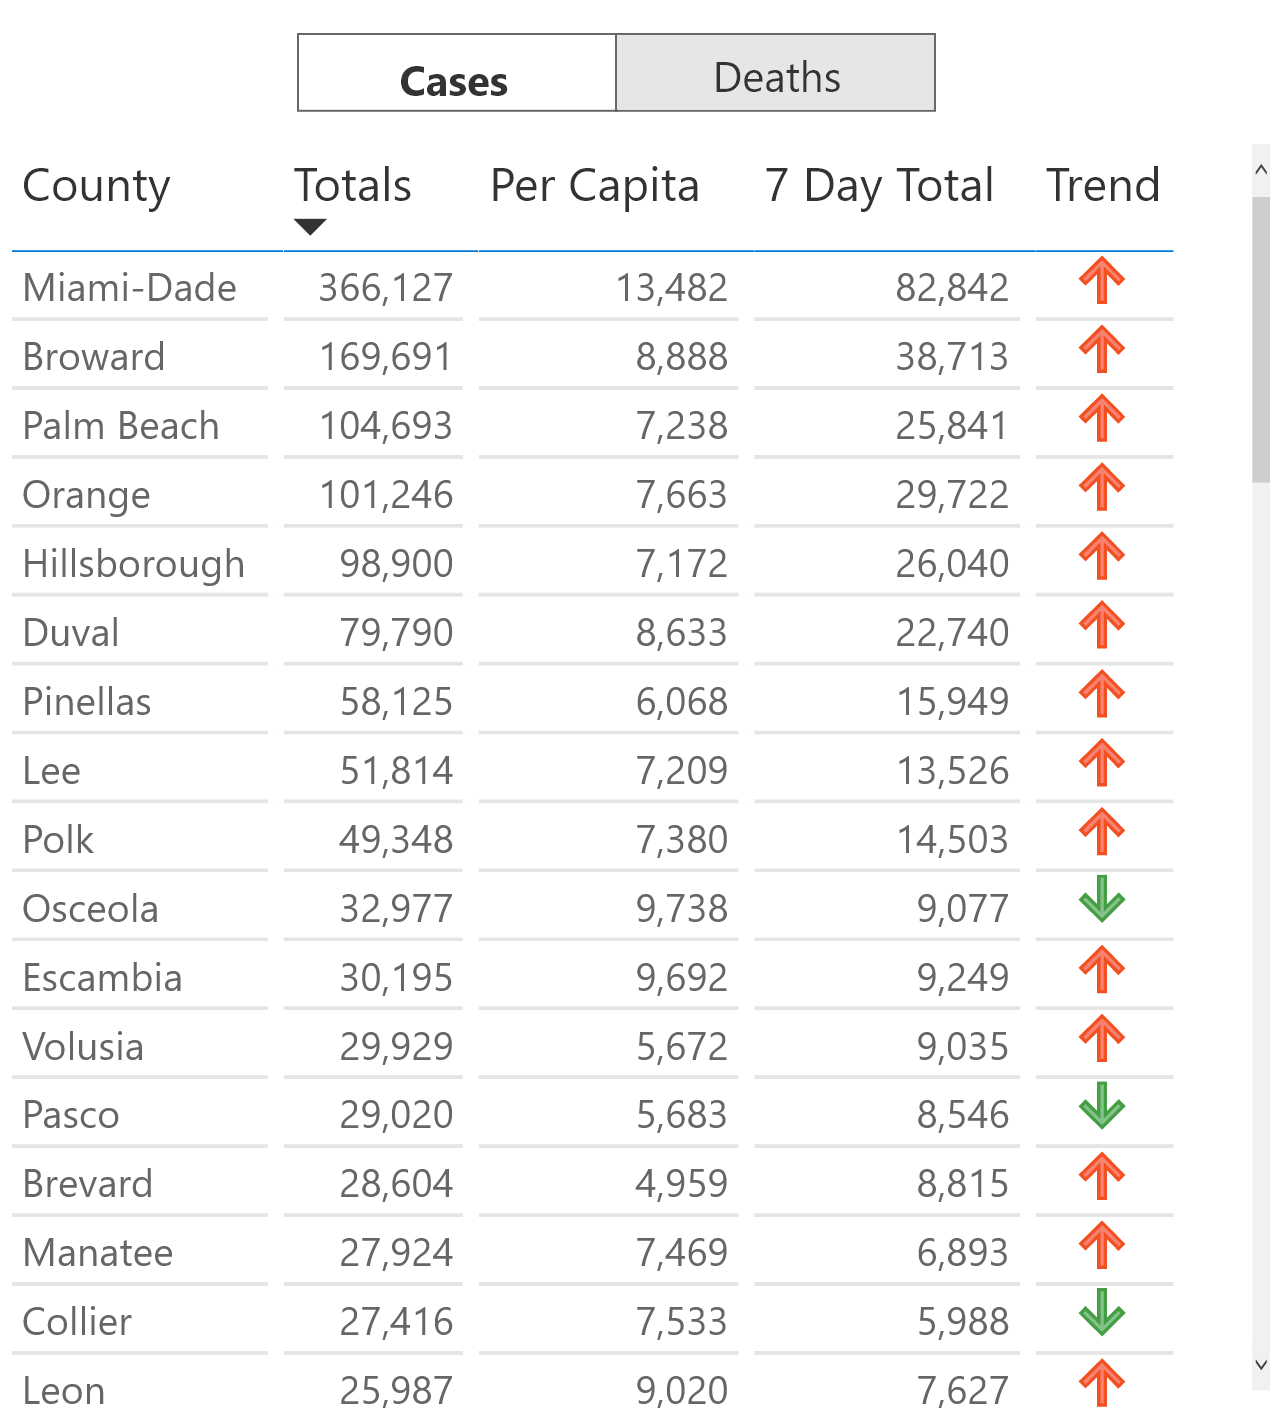 Cases Deaths
County Totals Per Capita 7 Day Total Trend
Miami-Dade 366,127 13,482 82,842
Broward 169,691 8,888 38,713
Palm Beach 104,693 7,238 25,841
Orange 101,246 7,663 29,722
Hillsborough 98,900 7,172 26,040
Duval 79,790 8,633 22,740
Pinellas 58,125 6,068 15,949
Lee 51,814 7,209 13,526
Polk 49,348 7,380 14,503
Osceola 32,977 9,738 9,077
Escambia 30,195 9,692 9,249
Volusia 29,929 5,672 9,035
Pasco 29,020 5,683 8,546
Brevard 28,604 4,959 8,815
Manatee 27,924 7,469 6,893
Collier 27,416 7,533 5,988
Leon 25,987 9,020 7,627